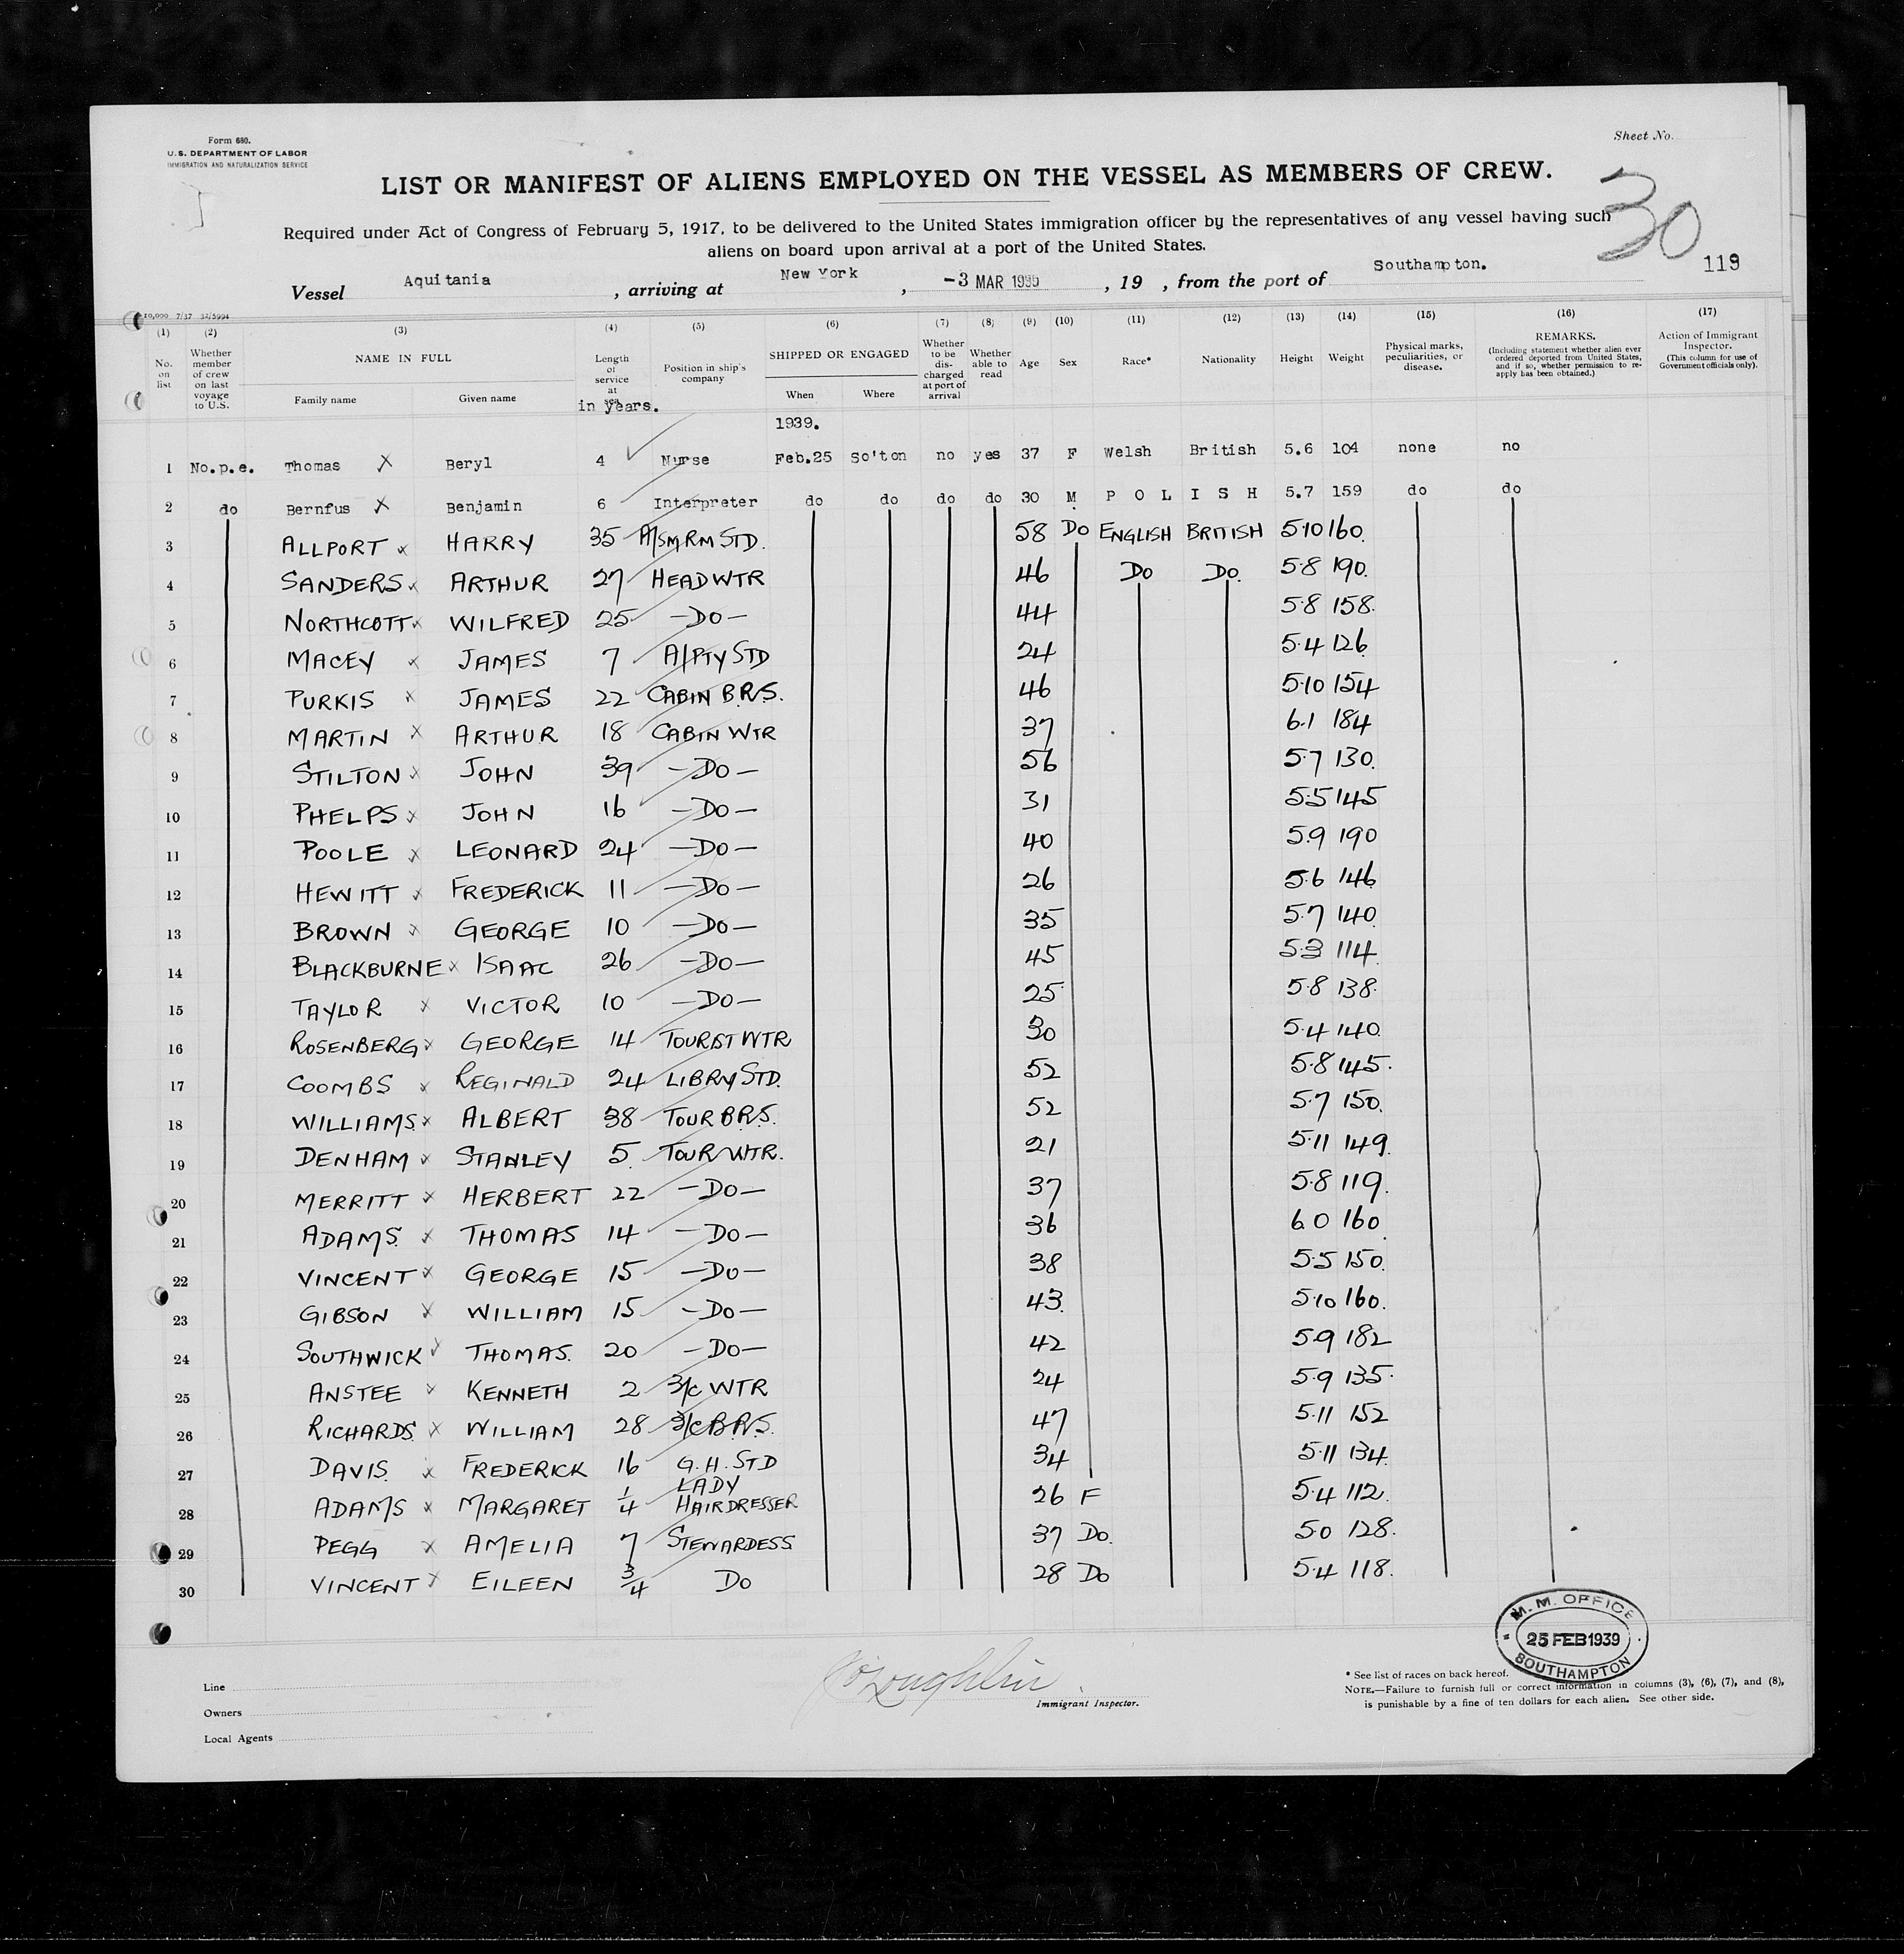 Form 680.
U.S. DEPARTMENT OF LABOR
IMMIGRATION AND NATURALIZATION SERVICE
Sheet No.
LIST OR MANIFEST OF ALIENS EMPLOYED ON THE VESSEL AS MEMBERS OF CREW.
30
Required under Act of Congress of February 5, 1917, to be delivered to the United States immigration officer by the representatives of any vessel having such
aliens on board upon arrival at a port of the United States.
119
Vessel Aquitania, arriving at New York, -3 MAR 1939, 19 , from the port of Southampton.
10,000 7/37 32/5994
(1) (2) (3) (4) (5) (6) (7) (8) (9) (10) (11) (12) (13) (14) (15) (16) (17)
No. on list
Whether member of crew on last voyage to U.S.
NAME IN FULL
Family name Given name
Length of service at sea
in years.
Position in ship's company
SHIPPED OR ENGAGED
When Where
Whether to be discharged at port of arrival
Whether able to read
Age
Sex
Race*
Nationality
Height
Weight
Physical marks, peculiarities, or disease.
REMARKS.
(Including statement whether alien ever ordered deported from United States, and if so, whether permission to re-apply has been obtained.)
Action of Immigrant Inspector.
(This column for use of Government officials only).
1939.
1 No.p.e. Thomas X Beryl 4 Nurse Feb.25 So'ton no yes 37 F Welsh British 5.6 104 none no
2 do Bernfus X Benjamin 6 Interpreter do do do do 30 M POLISH 5.7 159 do do
3 ALLPORT x HARRY 35 A/SMRM STD. 58 DO ENGLISH BRITISH 5.10 160.
4 SANDERS x ARTHUR 27 HEAD WTR 46 DO DO. 5.8 190.
5 NORTHCOTT x WILFRED 25 -DO- 44 5.8 158.
6 MACEY x JAMES 7 A/PTY STD 24 5.4 126.
7 PURKIS x JAMES 22 CABIN B.R.S. 46 5.10 154
8 MARTIN x ARTHUR 18 CABIN WTR 37 6.1 184
9 STILTON x JOHN 39 -DO- 56 5.7 130.
10 PHELPS x JOHN 16 -DO- 31 5.5 145
11 POOLE x LEONARD 24 -DO- 40 5.9 190
12 HEWITT x FREDERICK 11 -DO- 26 5.6 146
13 BROWN x GEORGE 10 -DO- 35 5.7 140.
14 BLACKBURNE x ISAAC 26 -DO- 45 5.3 114.
15 TAYLOR x VICTOR 10 -DO- 25 5.8 138.
16 ROSENBERG x GEORGE 14 TOURIST WTR 30 5.4 140.
17 COOMBS x REGINALD 24 LIBRY STD. 52 5.8 145.
18 WILLIAMS. x ALBERT 38 TOUR B.R.S. 52 5.7 150.
19 DENHAM x STANLEY 5. TOUR WTR. 21 5.11 149.
20 MERRITT x HERBERT 22 -DO- 37 5.8 119.
21 ADAMS. x THOMAS 14 -DO- 36 6.0 160
22 VINCENT x GEORGE 15 -DO- 38 5.5 150.
23 GIBSON x WILLIAM 15 -DO- 43. 5.10 160.
24 SOUTHWICK x THOMAS. 20 -DO- 42 5.9 182
25 ANSTEE x KENNETH 2 3/C WTR 24 5.9 135.
26 RICHARDS. x WILLIAM 28 3/C B.R.S. 47 5.11 152
27 DAVIS. x FREDERICK 16 G.H. STD 34 5.11 134.
28 ADAMS x MARGARET 1/4 LADY HAIRDRESSER 26 F 5.4 112.
29 PEGG x AMELIA 7 STEWARDESS 37 DO. 5.0 128.
30 VINCENT x EILEEN 3/4 DO 28 DO 5.4 118.
M. M. OFFICE
25 FEB 1939
SOUTHAMPTON
Line
Owners
Local Agents
O'Loughlin
Immigrant Inspector.
* See list of races on back hereof.
NOTE.—Failure to furnish full or correct information in columns (3), (6), (7), and (8),
is punishable by a fine of ten dollars for each alien. See other side.